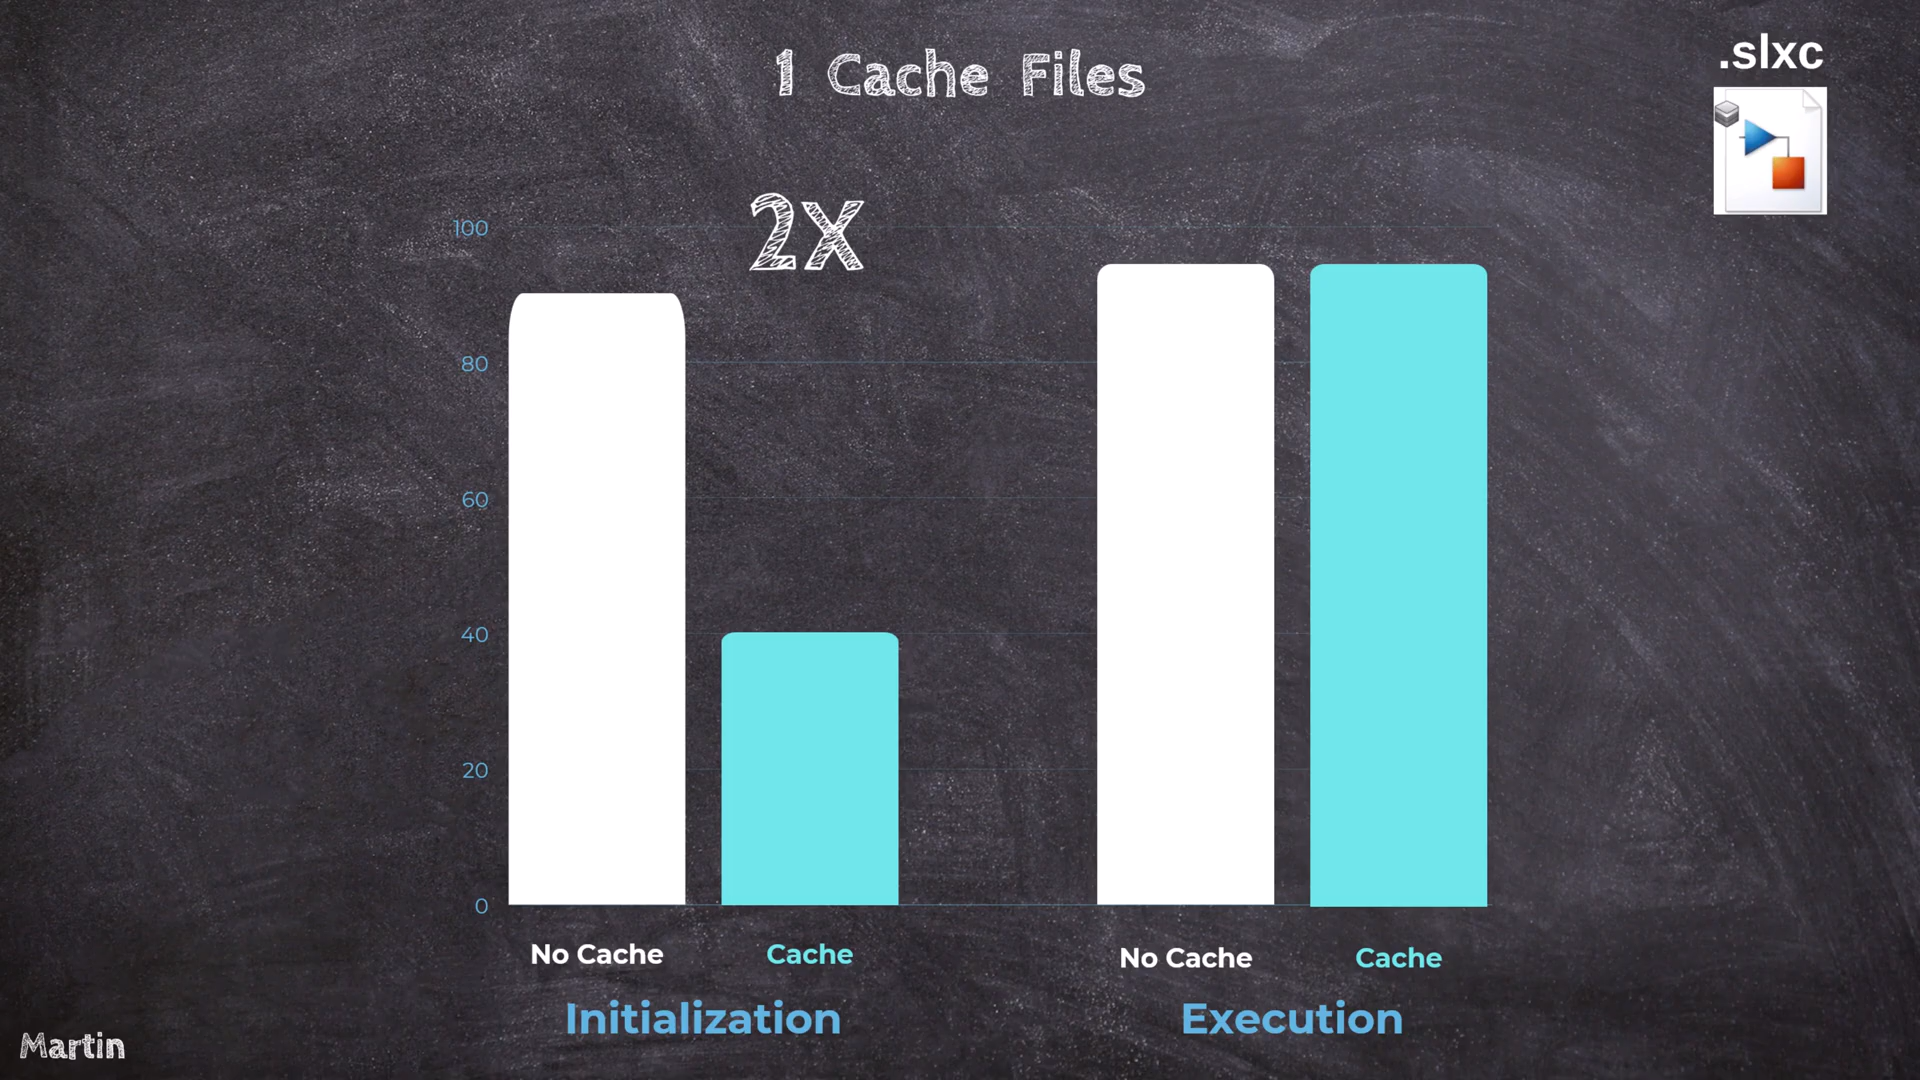 1 Cache Files
.slxc
2X
100
80
60
40
20
0
No Cache
Cache
No Cache
Cache
Initialization
Execution
Martin